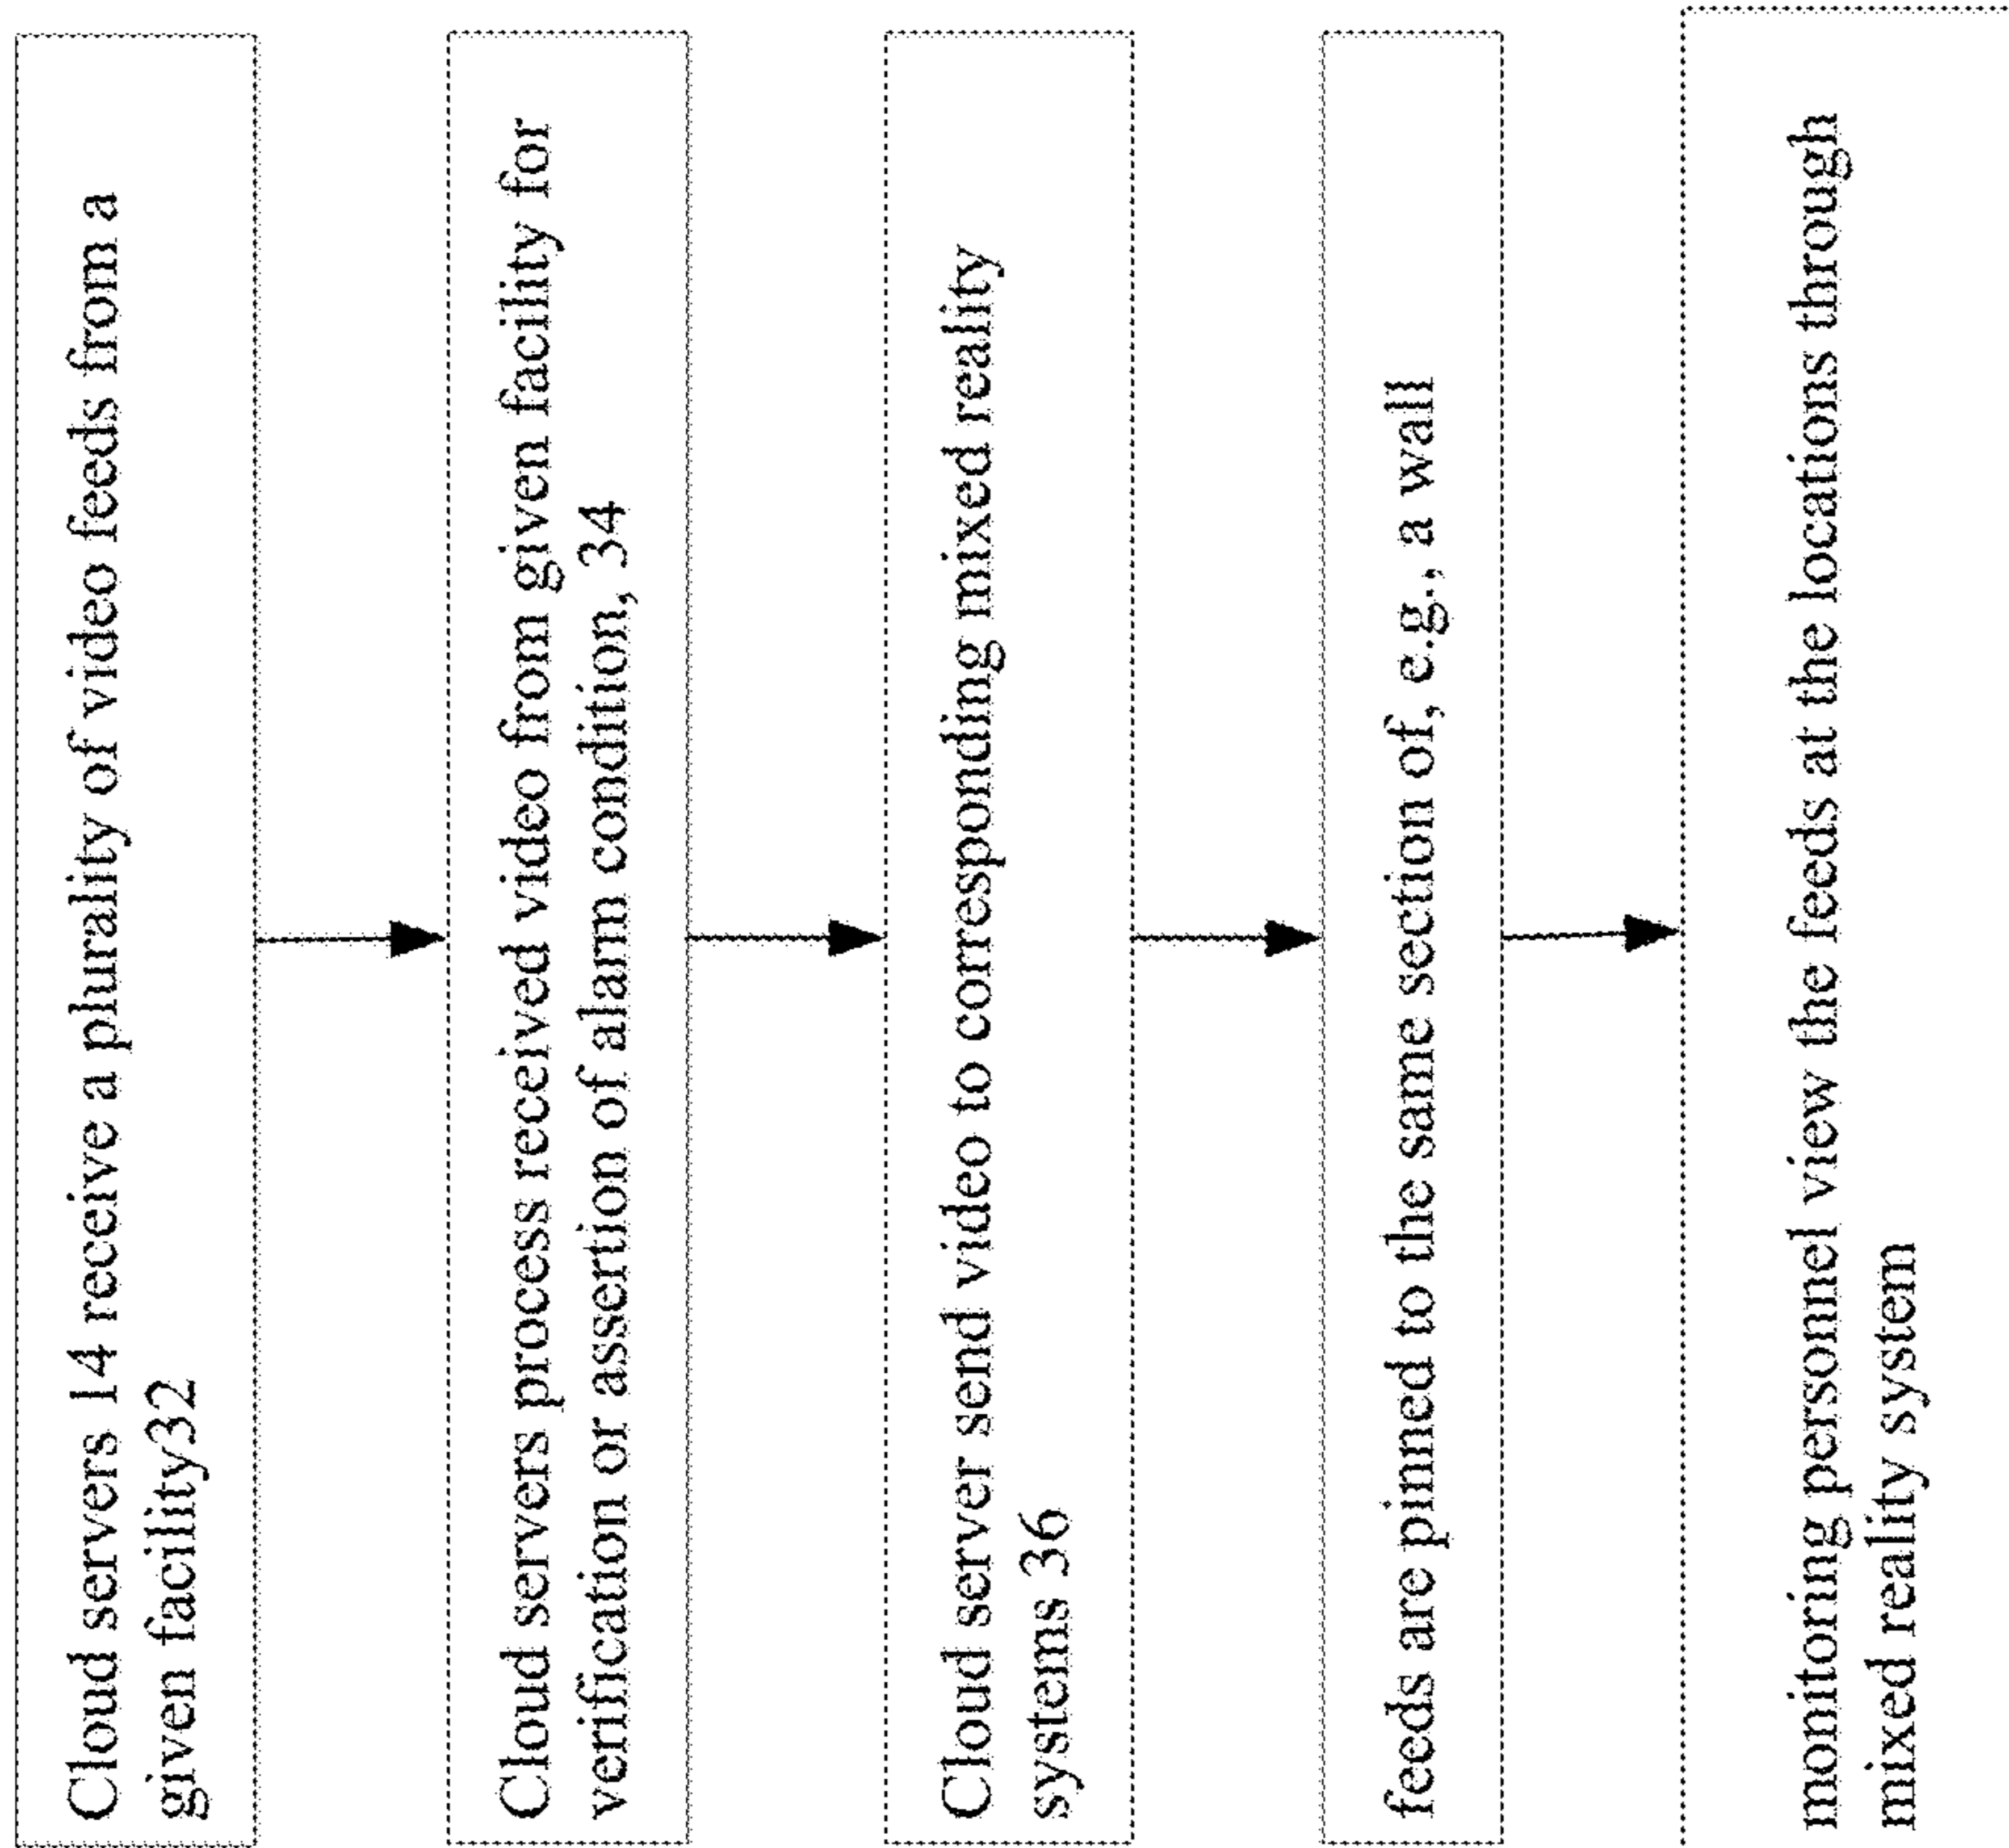 Cloud servers 14 receive a plurality of video feeds from a
given facility32
Cloud servers process received video from given facility for
verification or assertion of alarm condition, 34
Cloud server send video to corresponding mixed reality
systems 36
feeds are pinned to the same section of, e.g., a wall
monitoring personnel view the feeds at the locations through
mixed reality system